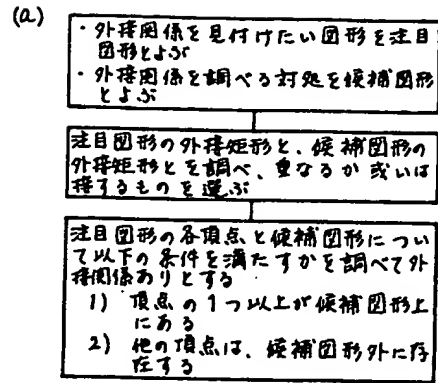 (a)
・外接関係を見付けたい図形を注目
図形とよぶ
・外接関係を調べる対処を候補図形
とよぶ
注目図形の外接矩形と、候補図形の
外接矩形とを調べ、重なるか或いは
接するものを選ぶ
注目図形の各頂点と候補図形につい
て以下の条件を満たすかを調べて外
接関係ありとする
1) 頂点の1つ以上が候補図形上
にある
2) 他の頂点は、候補図形外に存
在する